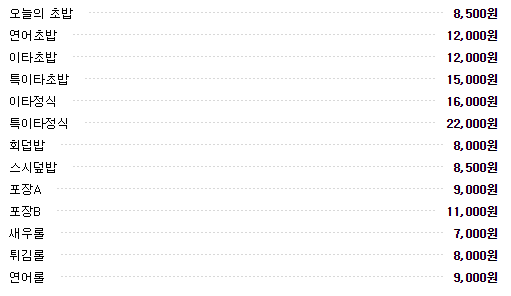 오늘의 초밥 8,500원
연어초밥 12,000원
이타초밥 12,000원
특이타초밥 15,000원
이타정식 16,000원
특이타정식 22,000원
회덥밥 8,000원
스시덮밥 8,500원
포장A 9,000원
포장B 11,000원
새우롤 7,000원
튀김롤 8,000원
연어롤 9,000원